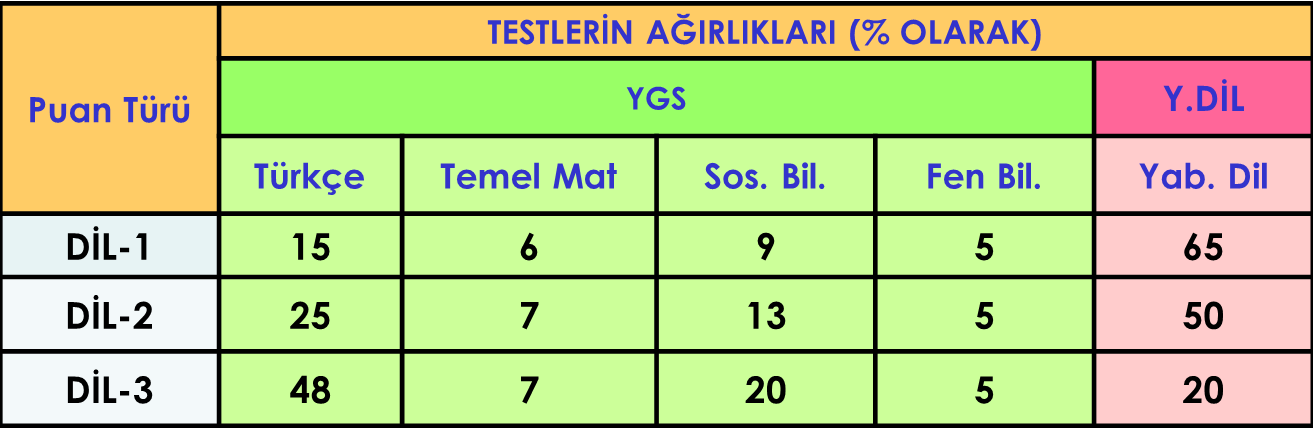 TESTLERİN AĞIRLIKLARI (% OLARAK)
Puan Türü
YGS
Y.DİL
Türkçe
Temel Mat
Sos. Bil.
Fen Bil.
Yab. Dil
DİL-1 15 6 9 5 65
DİL-2 25 7 13 5 50
DİL-3 48 7 20 5 20